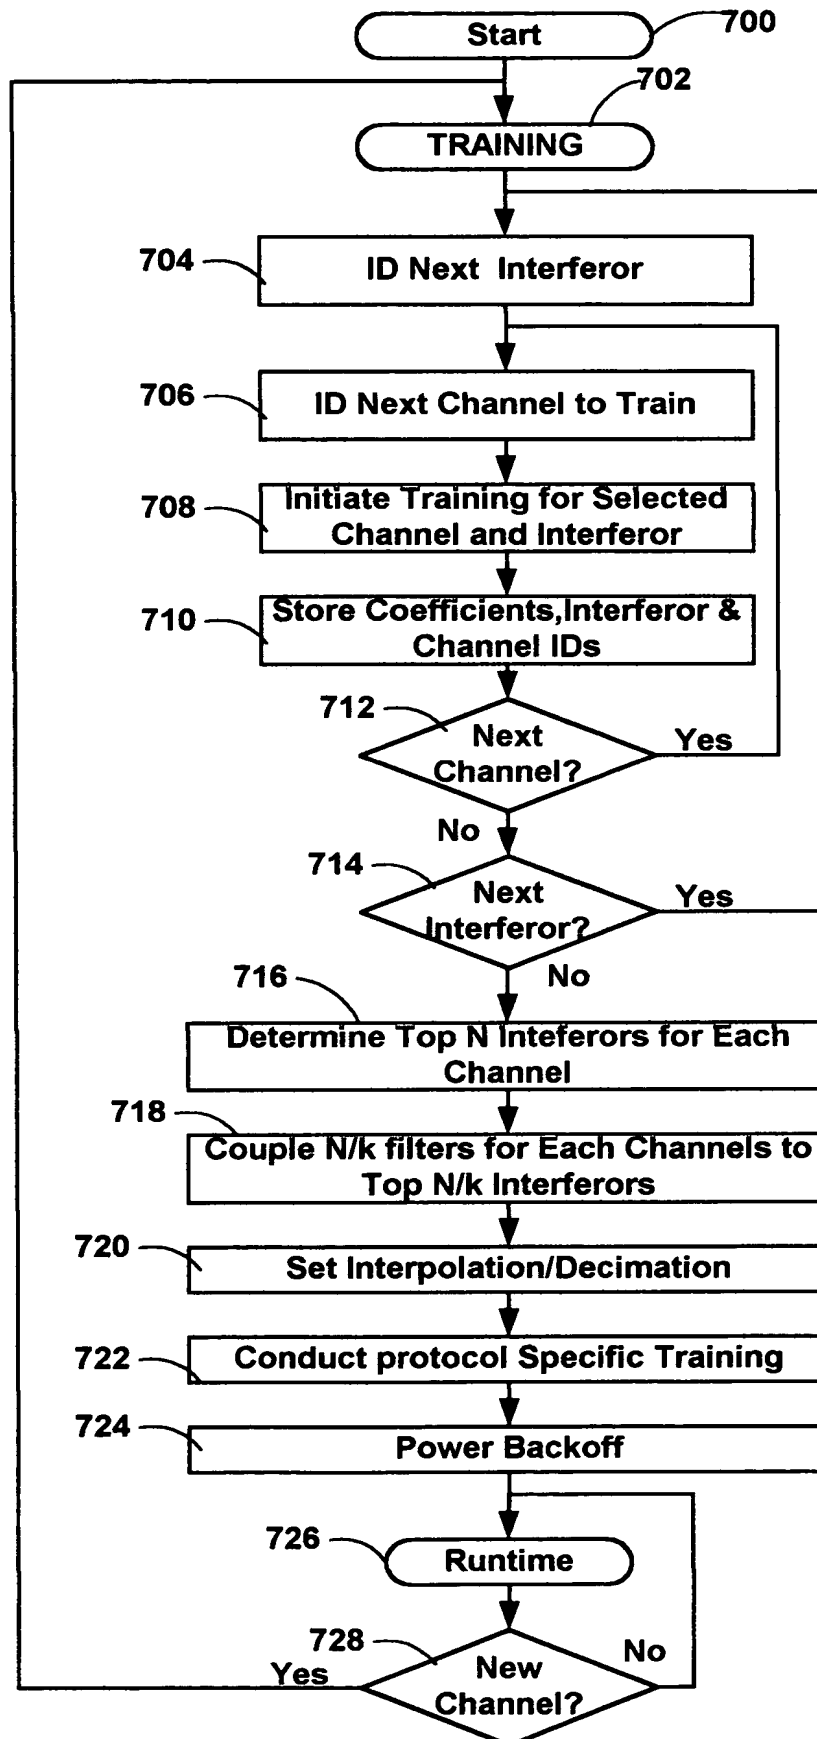 Start
700
702
TRAINING
704
ID Next Interferor
706
ID Next Channel to Train
708
Initiate Training for Selected
Channel and Interferor
710
Store Coefficients,Interferor &
Channel IDs
712
Next
Channel?
Yes
No
714
Next
Interferor?
Yes
No
716
Determine Top N Inteferors for Each
Channel
718
Couple N/k filters for Each Channels to
Top N/k Interferors
720
Set Interpolation/Decimation
722
Conduct protocol Specific Training
724
Power Backoff
726
Runtime
728
New
Channel?
No
Yes